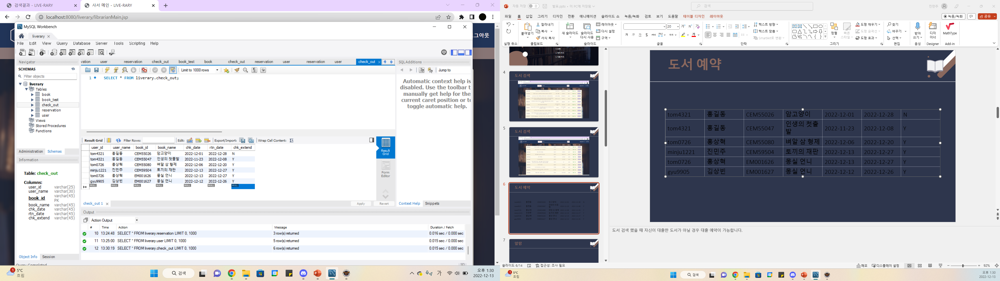 검색결과 - LIVE-RARY
사서 메인 - LIVE-RARY
localhost:8080/liverary/librarianMain.jsp
MySQL Workbench
liverary
File Edit View Query Database Server Tools Scripting Help
Navigator
SCHEMAS
Filter objects
liverary
Tables
book
book_test
check_out
reservation
user
Views
Stored Procedures
Functions
Administration Schemas
Information
Table: check_out
Columns:
user_id varchar(25)
user_name varchar(30)
book_id varchar(45) PK
book_name varchar(45)
chk_date varchar(45)
rtn_date varchar(45)
chk_extend varchar(45)
Object Info Session
Query Completed
vation user reservation check_out book_test book check_out reservation user reservation user check_out
Limit to 1000 rows
1 SELECT * FROM liverary.check_out;
SQLAdditions
Jump to
Automatic context help is
disabled. Use the toolbar t
manually get help for the
current caret position or to
toggle automatic help.
Result Grid Filter Rows: Edit: Export/Import: Wrap Cell Content:
user_id user_name book_id book_name chk_date rtn_date chk_extend
tom4321 홍길동 CEM55026 암고양이 2022-12-01 2022-12-28 N
tom4321 홍길동 CEM55047 인생의 첫출발 2022-11-23 2022-12-08 Y
tom0726 홍상혁 CEM55080 벼알 삼 형제 2022-12-06 2022-12-20 Y
minju1221 진민주 CEM59504 토끼의 재판 2022-12-13 2022-12-27 Y
tom0726 홍상혁 EM001626 몽실 언니 2022-12-13 2022-12-27 Y
gyu9905 김상빈 EM001627 몽실 언니 2022-12-12 2022-12-26 Y
NULL NULL NULL NULL NULL NULL NULL
Result Grid
Form Editor
check_out 1
Apply Revert
Context Help Snippets
Output
Action Output
# Time Action Message Duration / Fetch
10 13:24:48 SELECT * FROM liverary.reservation LIMIT 0, 1000 3 row(s) returned 0.016 sec / 0.000 sec
11 13:25:00 SELECT * FROM liverary.user LIMIT 0, 1000 5 row(s) returned 0.015 sec / 0.000 sec
12 13:30:19 SELECT * FROM liverary.check_out LIMIT 0, 1000 6 row(s) returned 0.015 sec / 0.000 sec
그아웃
1
5°C
흐림
검색
가
오후 1:30
2022-12-13
자동 저장 끔 발표.pptx • 이 PC에 저장됨
검색
진민주
파일 홈 삽입 그리기 디자인 전환 애니메이션 슬라이드 쇼 녹음/녹화 검토 보기 도움말 테이블 디자인 레이아웃
녹음/녹화 공유
실행 취소
붙여넣기 잘라내기 복사 서식 복사
클립보드
새 슬라이드 슬라이드 다시 사용 레이아웃 다시 설정 구역
슬라이드
20
글꼴
텍스트 방향
텍스트 맞춤
SmartArt로 변환
단락
정렬 빠른 스타일 도형 채우기 도형 윤곽선 도형 효과
그리기
찾기 바꾸기 선택
편집
받아쓰기
음성
디자이너
Designer
MathType
Add-in
4
도서 검색
5
도서 검색
6
도서 예약
7
알람
도서 예약
tom4321 홍길동 CEM55026 암고양이 2022-12-01 2022-12-28 N
tom4321 홍길동 CEM55047 인생의 첫출발 2022-11-23 2022-12-08 Y
tom0726 홍상혁 CEM55080 벼알 삼 형제 2022-12-06 2022-12-20 Y
minju1221 진민주 CEM59504 토끼의 재판 2022-12-13 2022-12-27 Y
tom0726 홍상혁 EM001626 몽실 언니 2022-12-13 2022-12-27 Y
gyu9905 김상빈 EM001627 몽실 언니 2022-12-12 2022-12-26 Y
도서 검색 했을 때 자신이 대출한 도서가 아닐 경우 대출 예약이 가능합니다.
슬라이드 6/14 접근성: 조사 필요
메모 디스플레이 설정 92%
1
5°C
흐림
검색
오후 1:30
2022-12-13